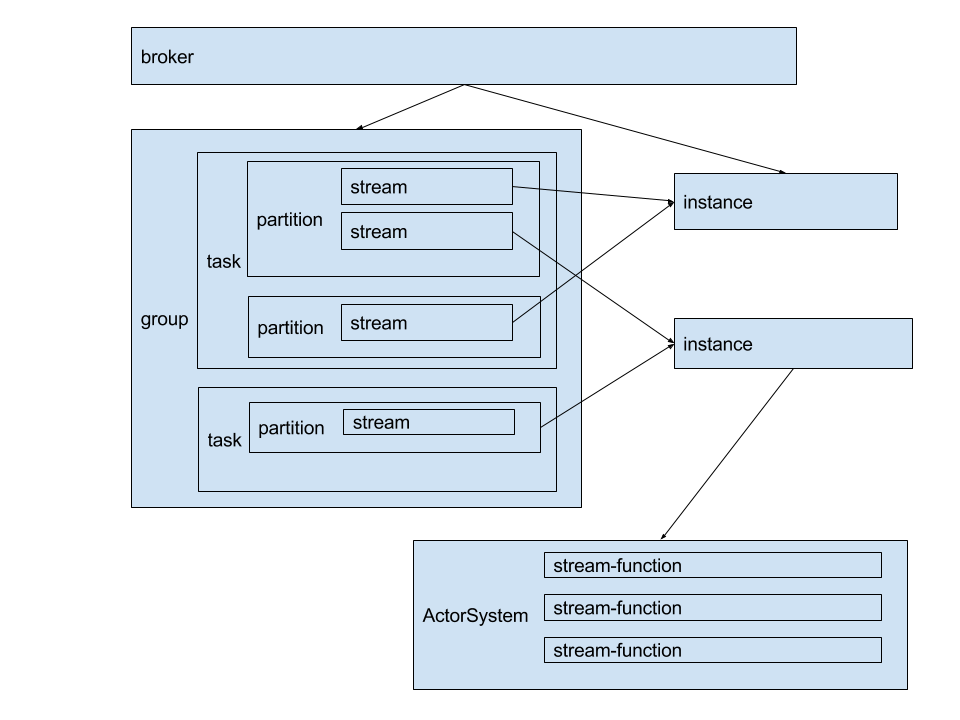 broker
group
task
partition
stream
stream
partition
stream
task
partition
stream
instance
instance
ActorSystem
stream-function
stream-function
stream-function